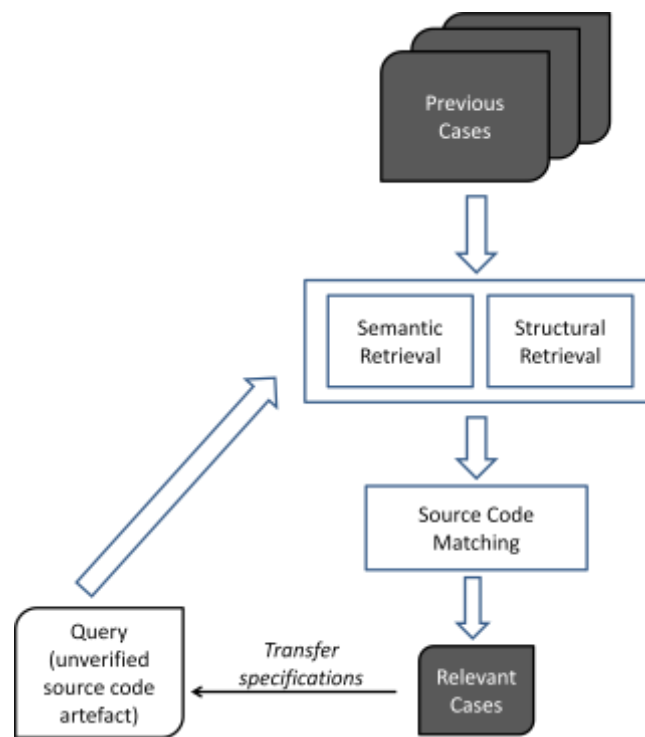 Previous
Cases
Semantic
Retrieval
Structural
Retrieval
Source Code
Matching
Query
(unverified
source code
artefact)
Transfer
specifications
Relevant
Cases